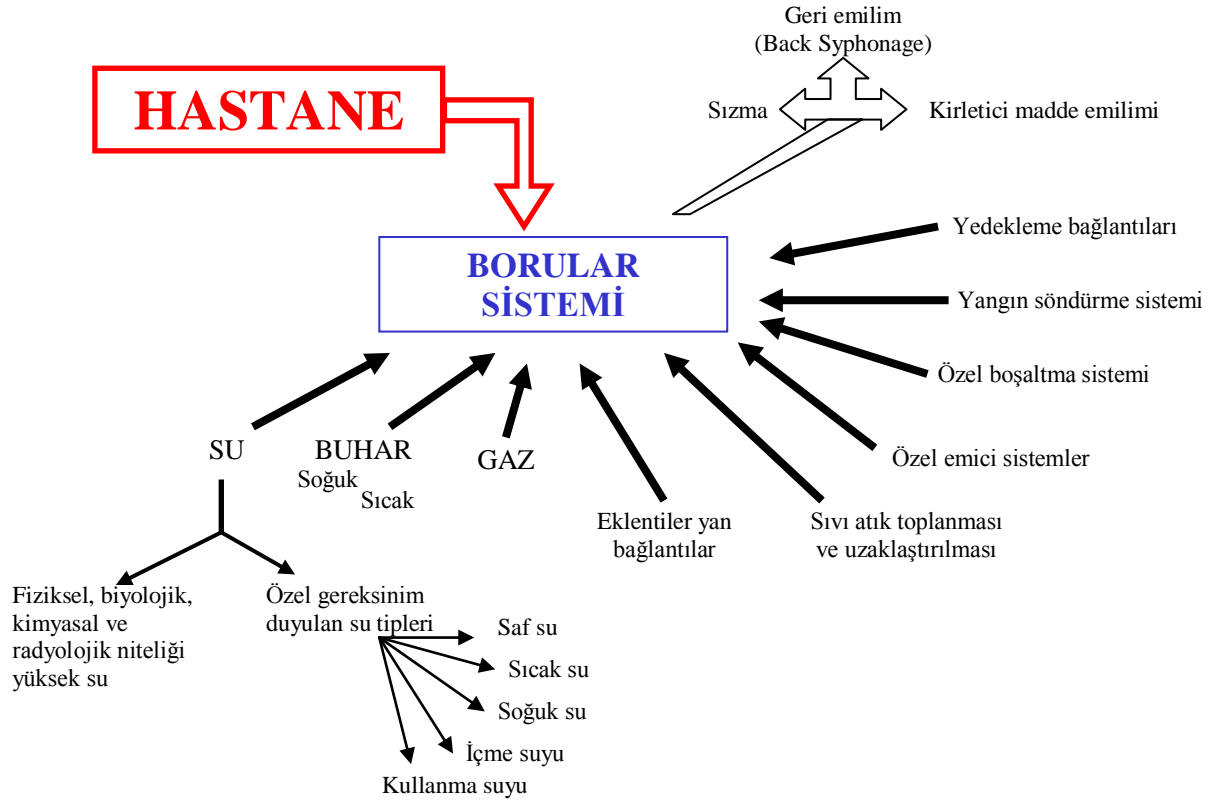 Geri emilim
(Back Syphonage)
HASTANE
Sızma
Kirletici madde emilimi
BORULAR
SİSTEMİ
Yedekleme bağlantıları
Yangın söndürme sistemi
Özel boşaltma sistemi
Özel emici sistemler
SU
BUHAR
Soğuk
Sıcak
GAZ
Eklentiler yan
bağlantılar
Sıvı atık toplanması
ve uzaklaştırılması
Fiziksel, biyolojik,
kimyasal ve
radyolojik niteliği
yüksek su
Özel gereksinim
duyulan su tipleri
Saf su
Sıcak su
Soğuk su
İçme suyu
Kullanma suyu